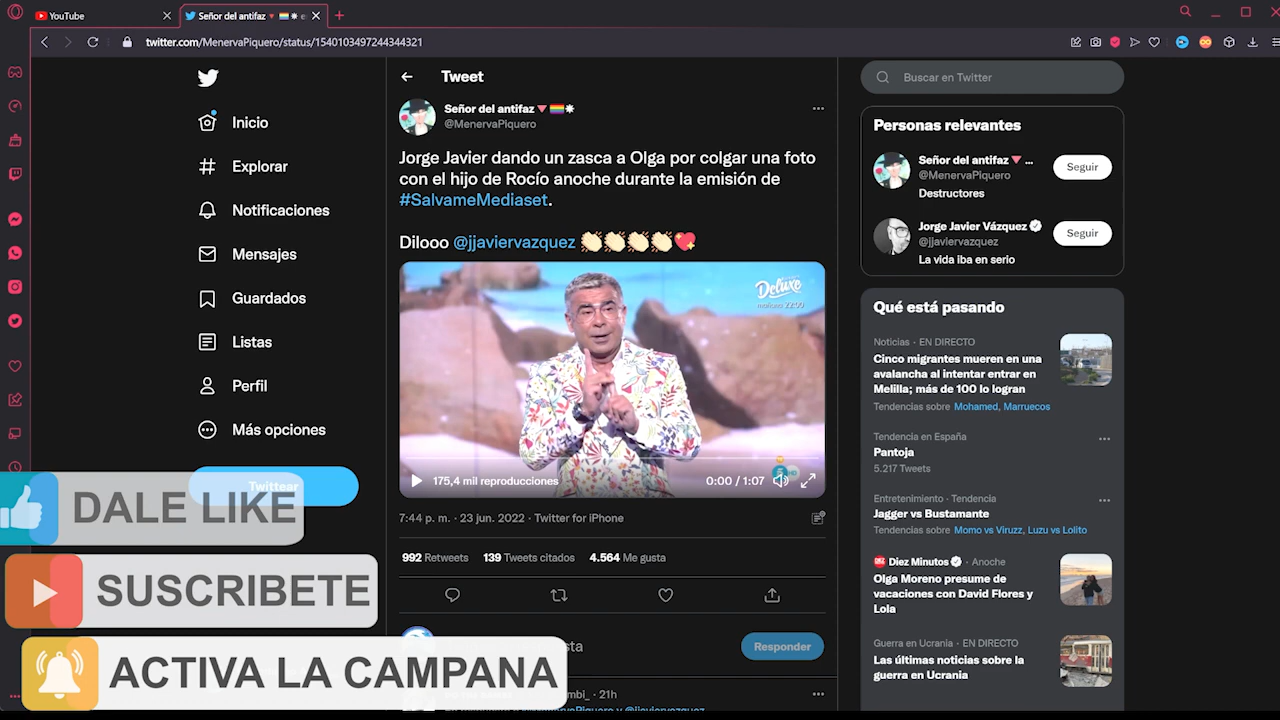 YouTube
Señor del antifaz
twitter.com/MenervaPiquero/status/1540103497244344321
Inicio
Explorar
Notificaciones
Mensajes
Guardados
Listas
Perfil
Más opciones
Twittear
DALE LIKE
SUSCRIBETE
ACTIVA LA CAMPANA
Tweet
Señor del antifaz
@MenervaPiquero
Jorge Javier dando un zasca a Olga por colgar una foto
con el hijo de Rocío anoche durante la emisión de
#SalvameMediaset.
Dilooo @jjaviervazquez 👏🏻👏🏻👏🏻👏🏻💖
Deluxe
mañana 22:00
175,4 mil reproducciones
0:00 / 1:07
7:44 p. m. · 23 jun. 2022 · Twitter for iPhone
992 Retweets 139 Tweets citados 4.564 Me gusta
Responder
· 21h
Buscar en Twitter
Personas relevantes
Señor del antifaz ...
@MenervaPiquero
Destructores
Seguir
Jorge Javier Vázquez
@jjaviervazquez
La vida iba en serio
Seguir
Qué está pasando
Noticias · EN DIRECTO
Cinco migrantes mueren en una
avalancha al intentar entrar en
Melilla; más de 100 lo logran
Tendencias sobre Mohamed, Marruecos
Tendencia en España
Pantoja
5.217 Tweets
Entretenimiento · Tendencia
Jagger vs Bustamante
Tendencias sobre Momo vs Viruzz, Luzu vs Lolito
Diez Minutos · Anoche
Olga Moreno presume de
vacaciones con David Flores y
Lola
Guerra en Ucrania · EN DIRECTO
Las últimas noticias sobre la
guerra en Ucrania